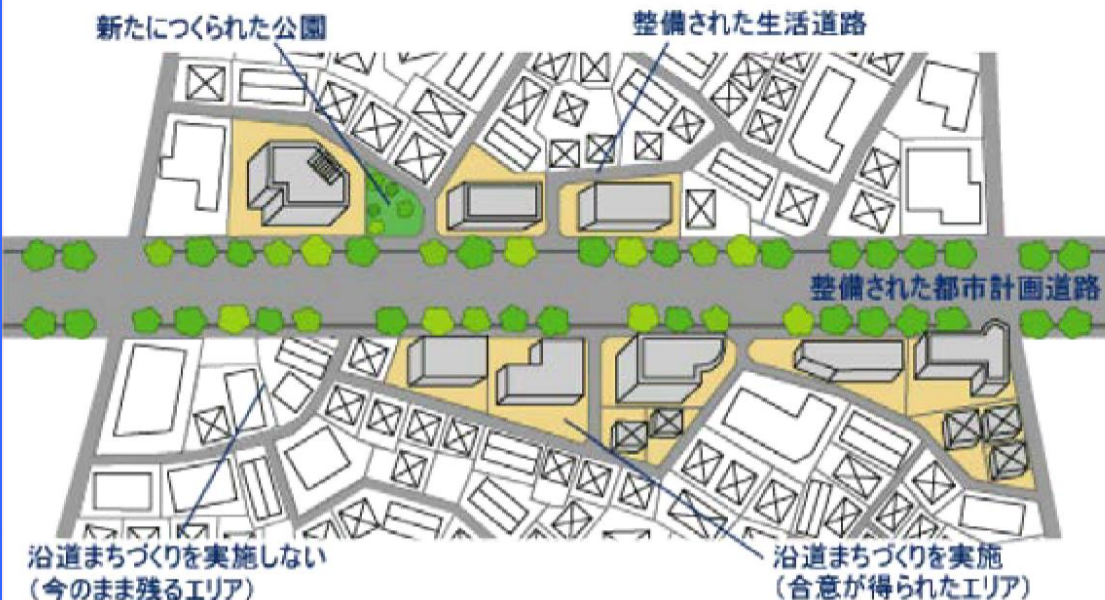 新たにつくられた公園
整備された生活道路
整備された都市計画道路
沿道まちづくりを実施しない
（今のまま残るエリア）
沿道まちづくりを実施
（合意が得られたエリア）